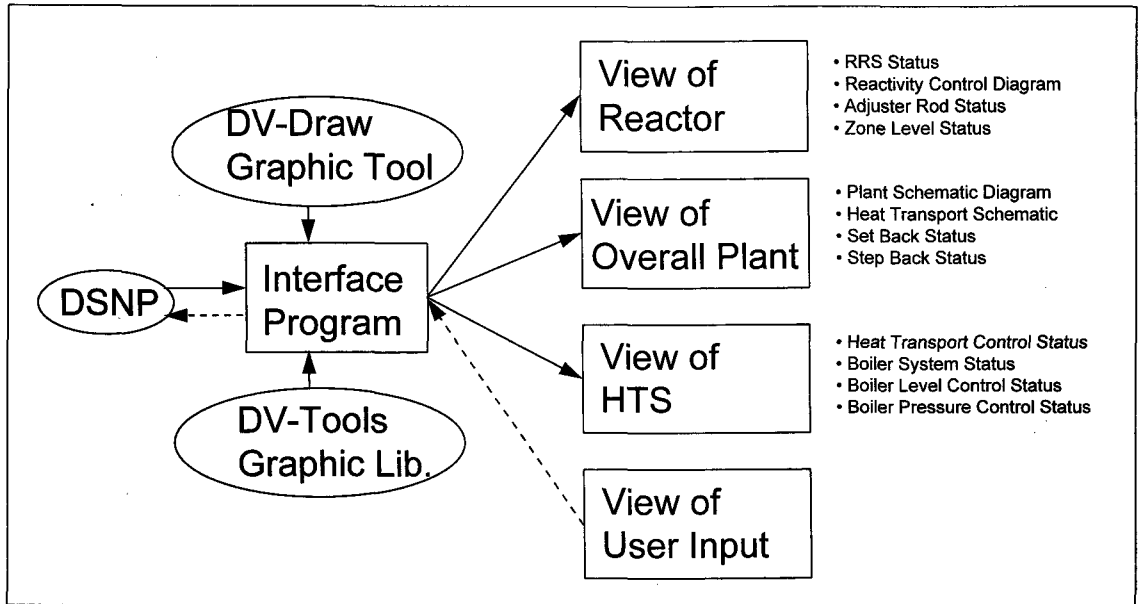 DV-Draw
Graphic Tool
DSNP
Interface
Program
DV-Tools
Graphic Lib.
View of
Reactor
• RRS Status
• Reactivity Control Diagram
• Adjuster Rod Status
• Zone Level Status
View of
Overall Plant
• Plant Schematic Diagram
• Heat Transport Schematic
• Set Back Status
• Step Back Status
View of
HTS
• Heat Transport Control Status
• Boiler System Status
• Boiler Level Control Status
• Boiler Pressure Control Status
View of
User Input